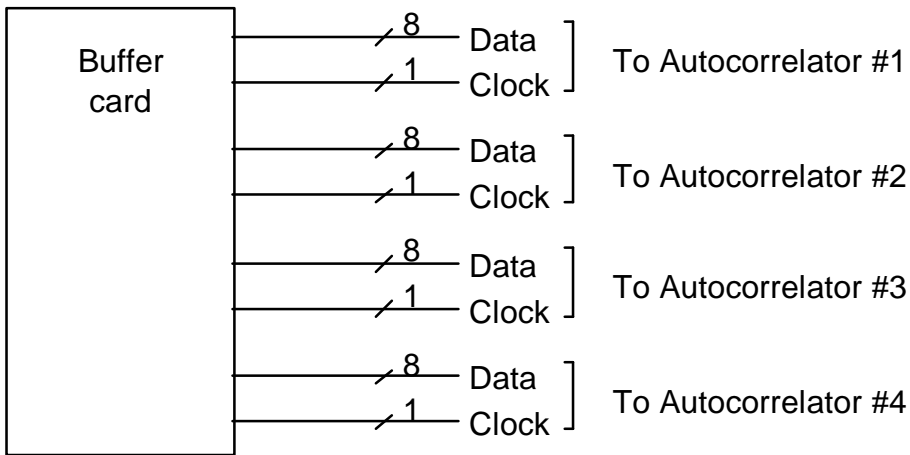 Buffer
card
8 Data
1 Clock
To Autocorrelator #1
8 Data
1 Clock
To Autocorrelator #2
8 Data
1 Clock
To Autocorrelator #3
8 Data
1 Clock
To Autocorrelator #4